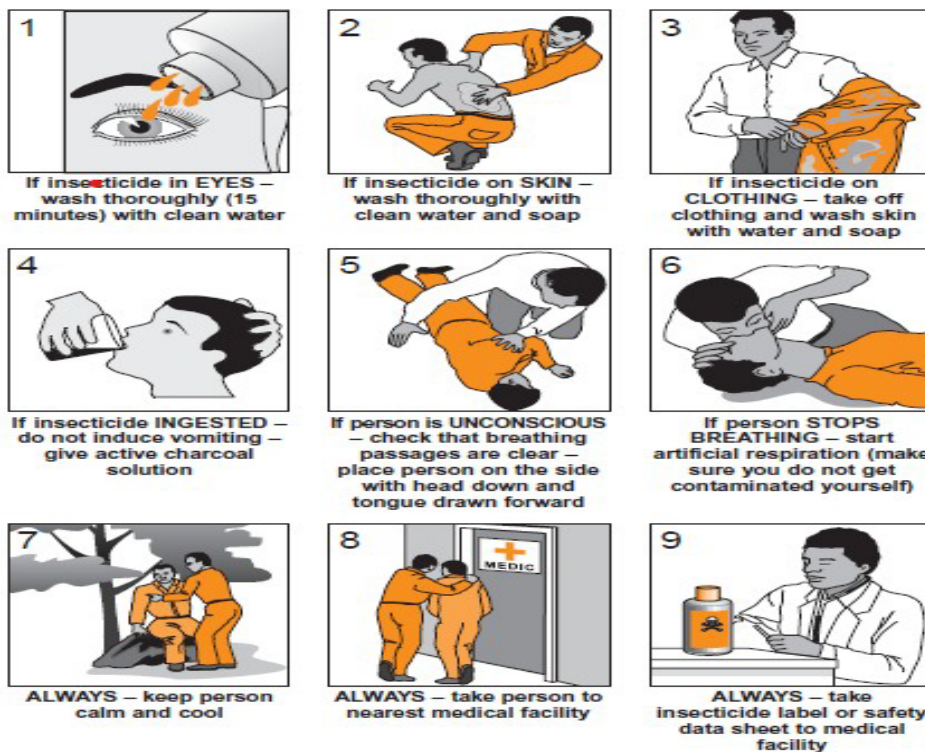 1
If insecticide in EYES –
wash thoroughly (15
minutes) with clean water
2
If insecticide on SKIN –
wash thoroughly with
clean water and soap
3
If insecticide on
CLOTHING – take off
clothing and wash skin
with water and soap
4
If insecticide INGESTED –
do not induce vomiting –
give active charcoal
solution
5
If person is UNCONSCIOUS
– check that breathing
passages are clear –
place person on the side
with head down and
tongue drawn forward
6
If person STOPS
BREATHING – start
artificial respiration (make
sure you do not get
contaminated yourself)
7
ALWAYS – keep person
calm and cool
8
MEDIC
ALWAYS – take person to
nearest medical facility
9
ALWAYS – take
insecticide label or safety
data sheet to medical
facility